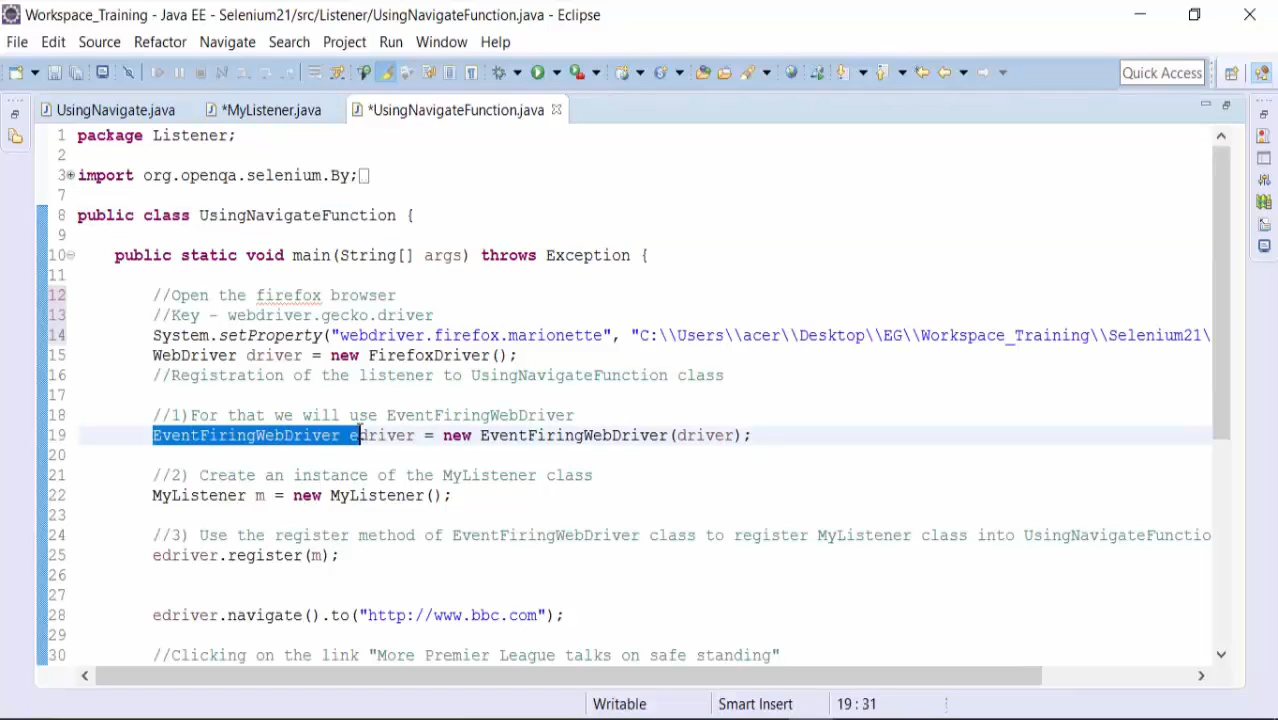 Workspace_Training - Java EE - Selenium21/src/Listener/UsingNavigateFunction.java - Eclipse
File Edit Source Refactor Navigate Search Project Run Window Help
Quick Access
UsingNavigate.java *MyListener.java *UsingNavigateFunction.java
1 package Listener;
2
3 import org.openqa.selenium.By;
7
8 public class UsingNavigateFunction {
9
10 public static void main(String[] args) throws Exception {
11
12 //Open the firefox browser
13 //Key - webdriver.gecko.driver
14 System.setProperty("webdriver.firefox.marionette", "C:\\Users\\acer\\Desktop\\EG\\Workspace_Training\\Selenium21\
15 WebDriver driver = new FirefoxDriver();
16 //Registration of the listener to UsingNavigateFunction class
17
18 //1)For that we will use EventFiringWebDriver
19 EventFiringWebDriver edriver = new EventFiringWebDriver(driver);
20
21 //2) Create an instance of the MyListener class
22 MyListener m = new MyListener();
23
24 //3) Use the register method of EventFiringWebDriver class to register MyListener class into UsingNavigateFunctio
25 edriver.register(m);
26
27
28 edriver.navigate().to("http://www.bbc.com");
29
30 //Clicking on the link "More Premier League talks on safe standing"
Writable Smart Insert 19 : 31